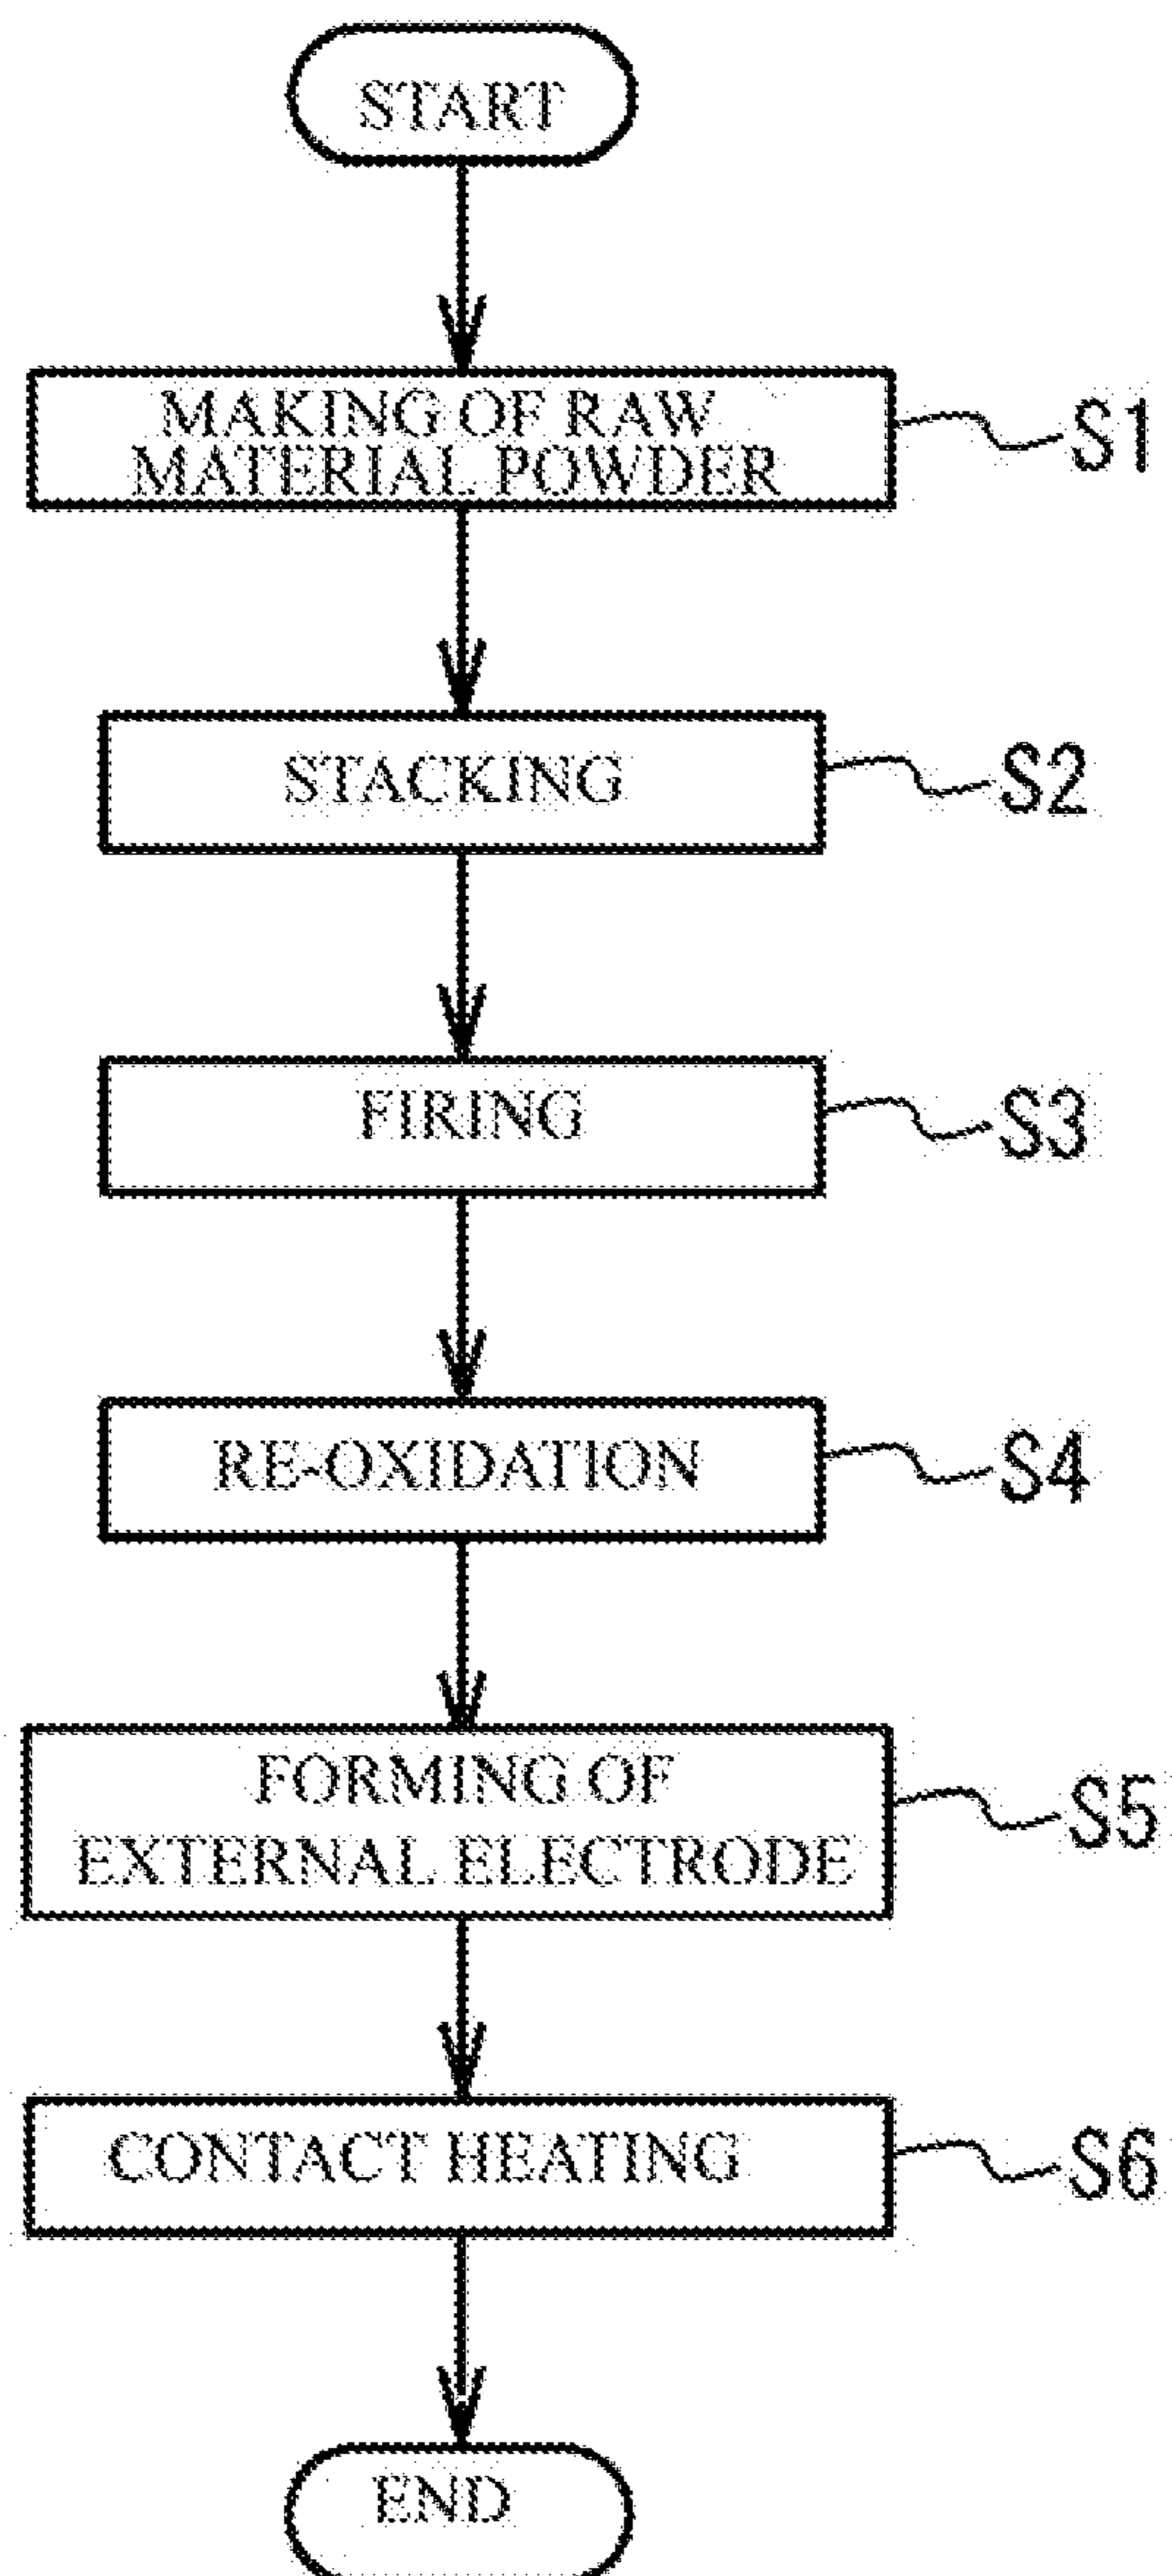 START
MAKING OF RAW
MATERIAL POWDER
S1
STACKING
S2
FIRING
S3
RE-OXIDATION
S4
FORMING OF
EXTERNAL ELECTRODE
S5
CONTACT HEATING
S6
END